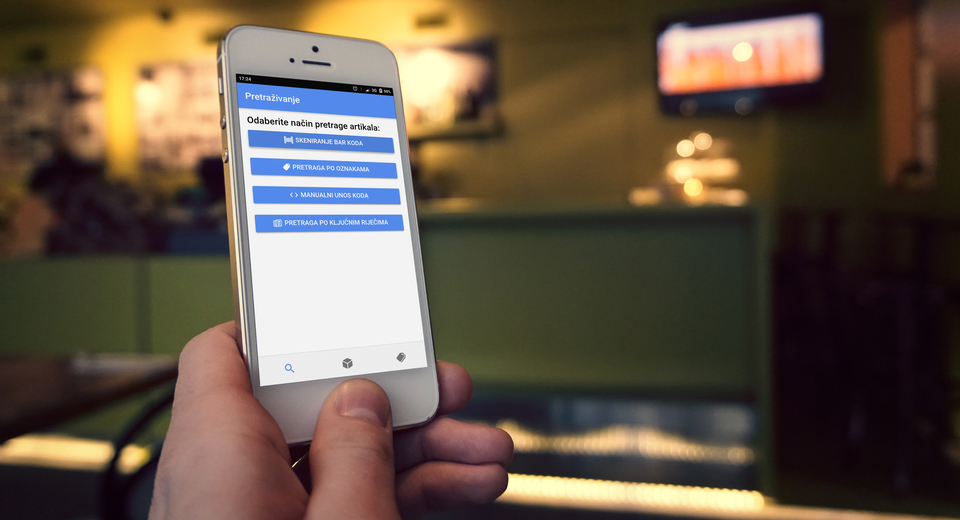 17:24
3G 98%
Pretraživanje
Odaberite način pretrage artikala:
SKENIRANJE BAR KODA
PRETRAGA PO OZNAKAMA
MANUALNI UNOS KODA
PRETRAGA PO KLJUČNIM RIJEČIMA